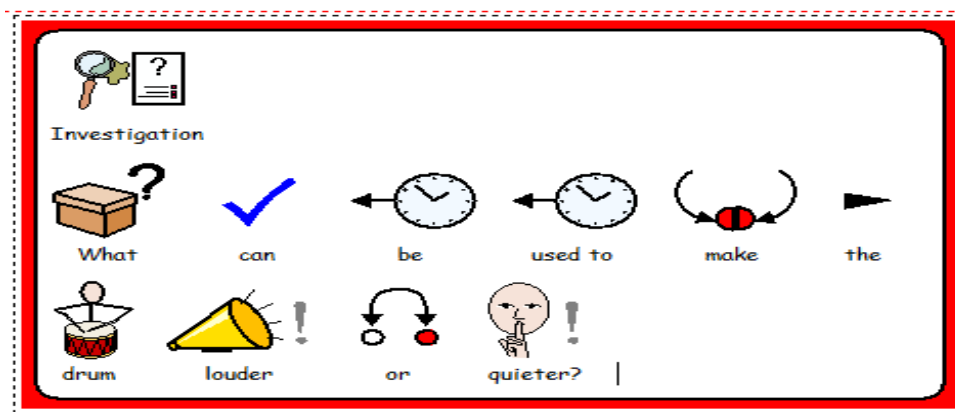 Investigation
What can be used to make the
drum louder or quieter?